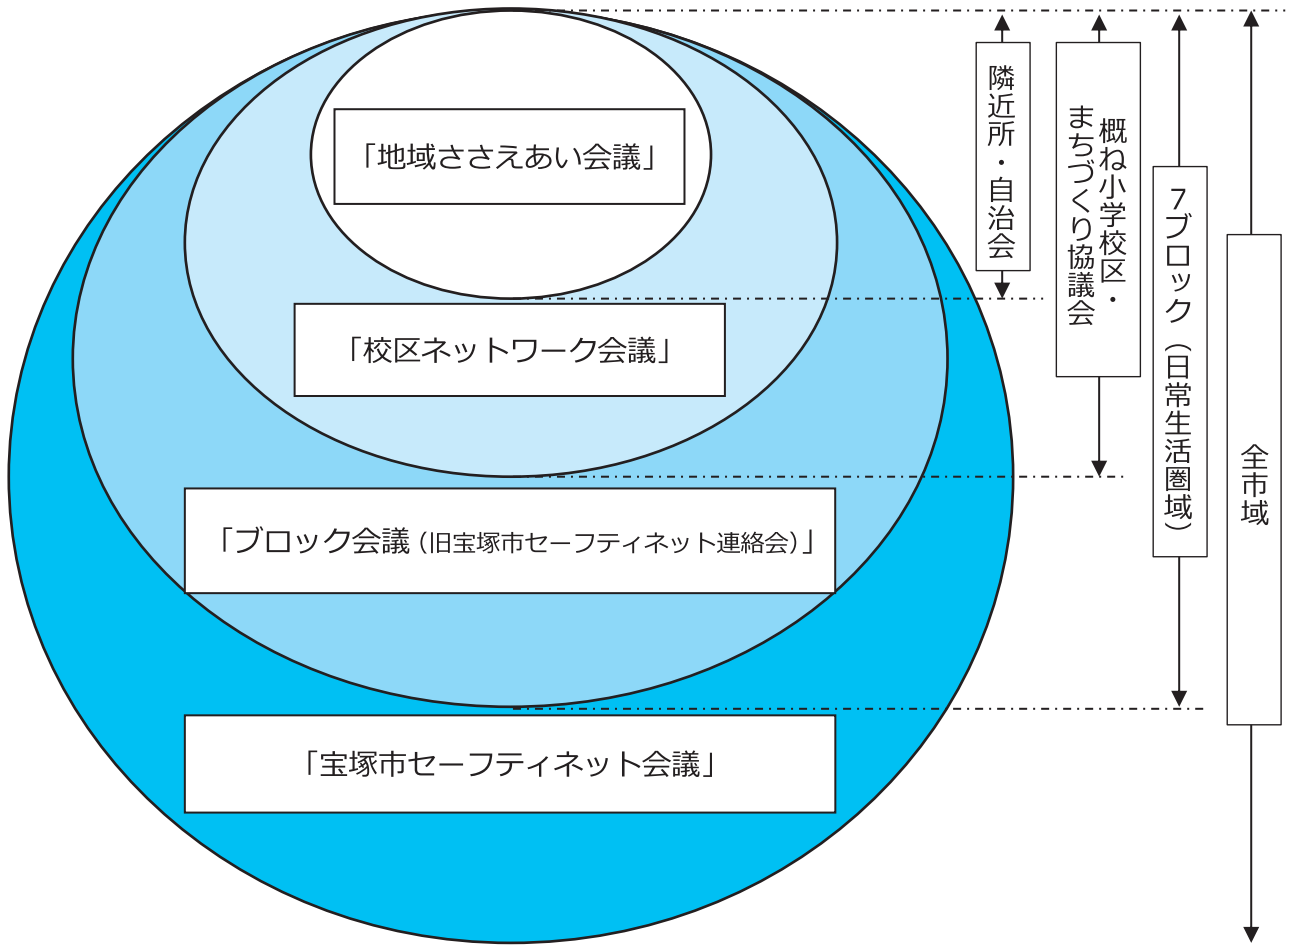 「地域ささえあい会議」
「校区ネットワーク会議」
「ブロック会議（旧宝塚市セーフティネット連絡会）」
「宝塚市セーフティネット会議」
隣近所・自治会
概ね小学校区・
まちづくり協議会
7ブロック（日常生活圏域）
全市域